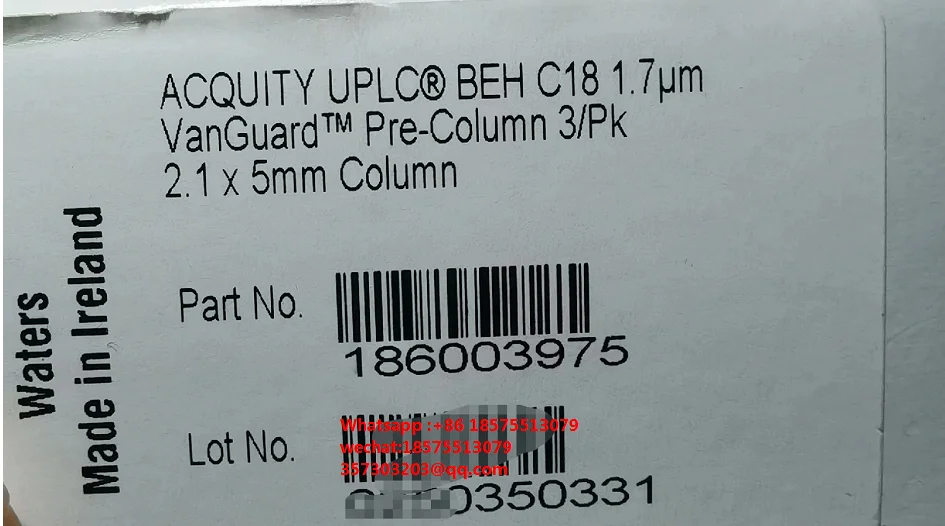 ACQUITY UPLC® BEH C18 1.7µm
VanGuard™ Pre-Column 3/Pk
2.1 x 5mm Column
Waters
Made in Ireland
Part No.
186003975
Lot No.
Whatsapp :+86 18575513079
wechat:18575513079
357303203@qq.com
0350331